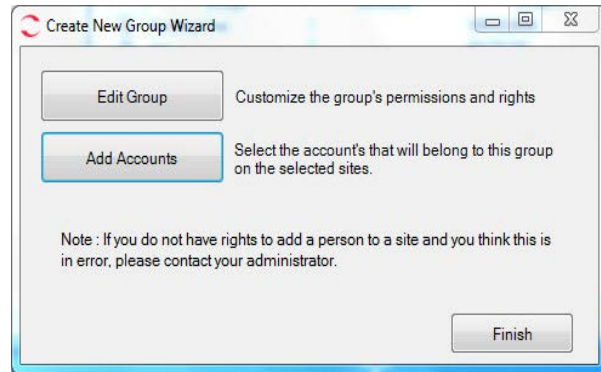 Create New Group Wizard
Edit Group
Customize the group's permissions and rights
Add Accounts
Select the account's that will belong to this group
on the selected sites.
Note : If you do not have rights to add a person to a site and you think this is
in error, please contact your administrator.
Finish